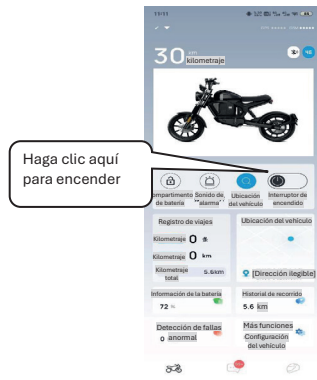 11:11
30 km
kilometraje
Haga clic aquí
para encender
compartimento
de batería
Sonido de
alarma
Ubicación
del vehículo
Interruptor de
encendido
Registro de viajes
Ubicación del vehículo
Kilometraje 0
Kilometraje 0 km
Kilometraje
total
5.6km
[Dirección ilegible]
Información de la batería
72 %
Historial de recorrido
5.6 km
Detección de fallas
0 anormal
Más funciones
Configuración
del vehículo